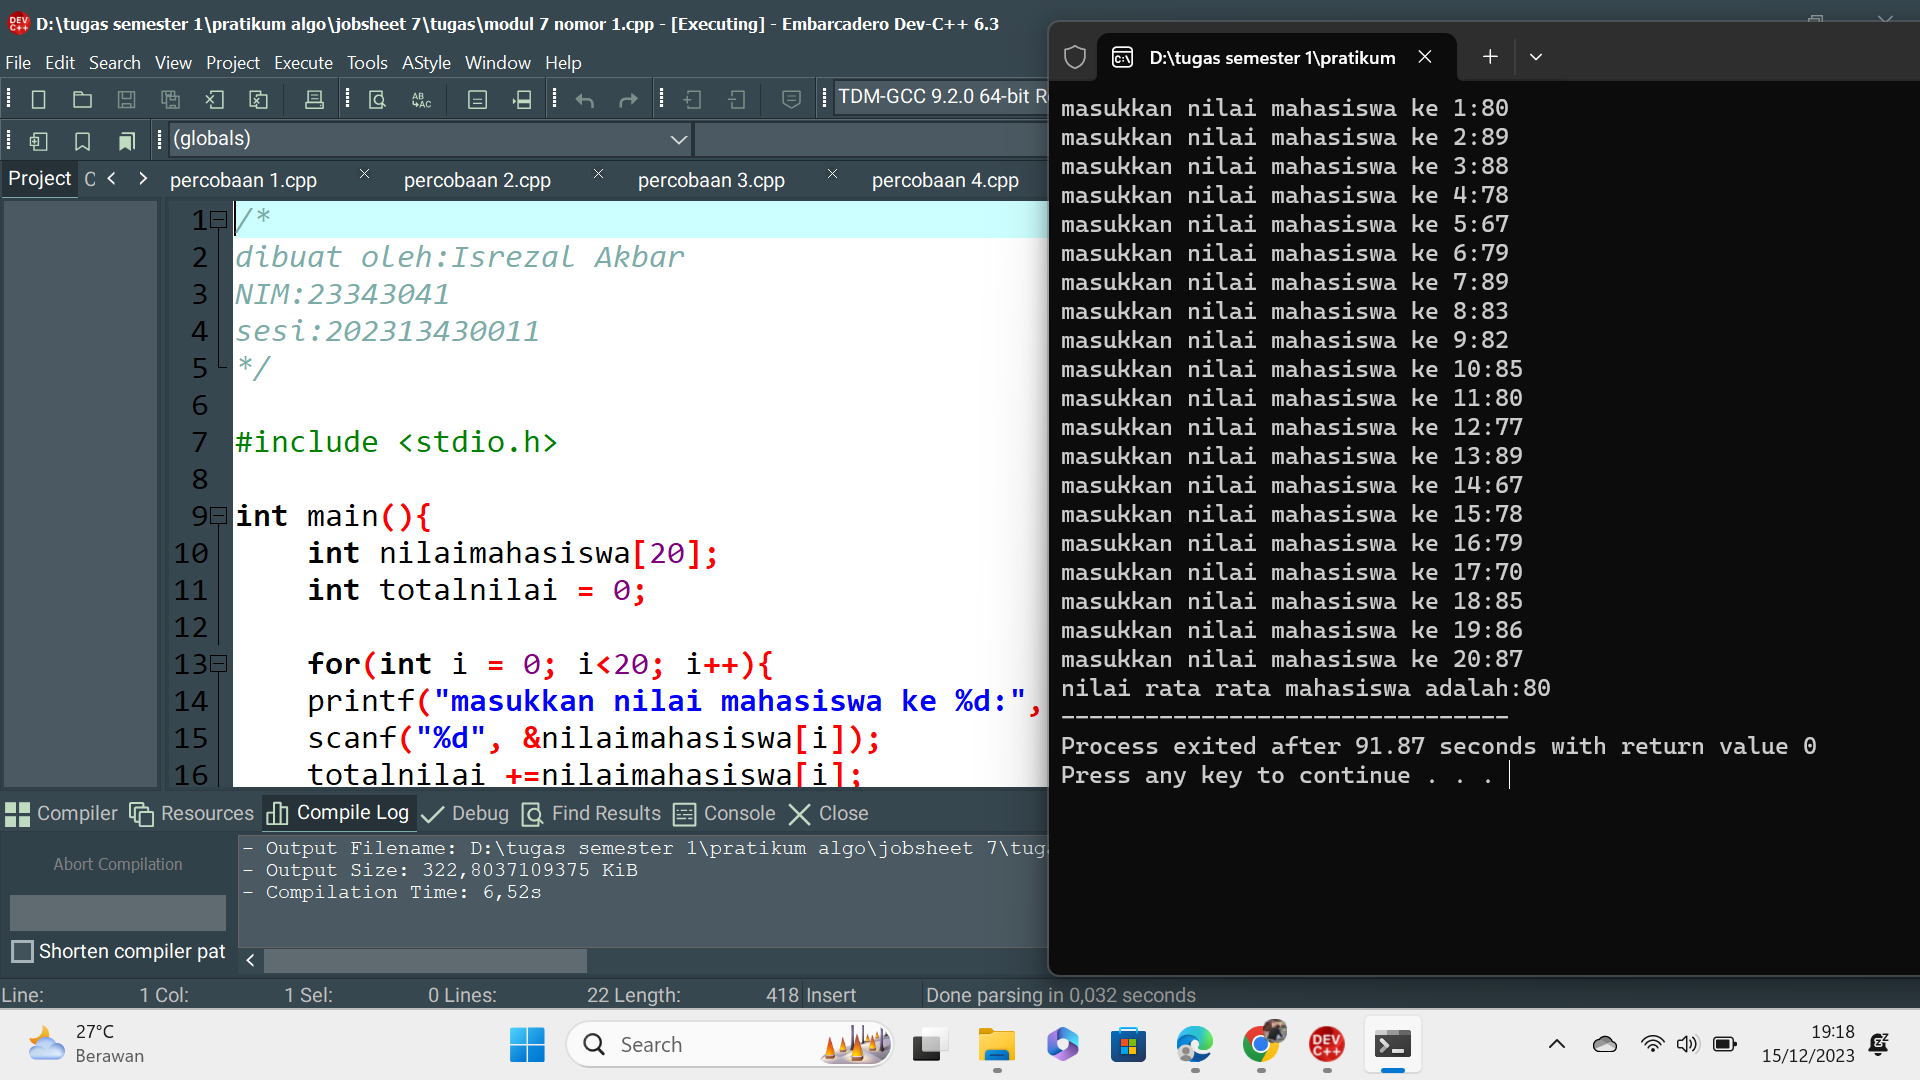 D:\tugas semester 1\pratikum algo\jobsheet 7\tugas\modul 7 nomor 1.cpp - [Executing] - Embarcadero Dev-C++ 6.3
File Edit Search View Project Execute Tools AStyle Window Help
TDM-GCC 9.2.0 64-bit Re
(globals)
Project
percobaan 1.cpp
percobaan 2.cpp
percobaan 3.cpp
percobaan 4.cpp
1 /*
2 dibuat oleh:Isrezal Akbar
3 NIM:23343041
4 sesi:202313430011
5 */
6
7 #include <stdio.h>
8
9 int main(){
10 int nilaimahasiswa[20];
11 int totalnilai = 0;
12
13 for(int i = 0; i<20; i++){
14 printf("masukkan nilai mahasiswa ke %d:",
15 scanf("%d", &nilaimahasiswa[i]);
16 totalnilai +=nilaimahasiswa[i];
Compiler Resources Compile Log Debug Find Results Console Close
Abort Compilation
Shorten compiler pat
- Output Filename: D:\tugas semester 1\pratikum algo\jobsheet 7\tuga
- Output Size: 322,8037109375 KiB
- Compilation Time: 6,52s
Line: 1 Col: 1 Sel: 0 Lines: 22 Length: 418 Insert Done parsing in 0,032 seconds
D:\tugas semester 1\pratikum
masukkan nilai mahasiswa ke 1:80
masukkan nilai mahasiswa ke 2:89
masukkan nilai mahasiswa ke 3:88
masukkan nilai mahasiswa ke 4:78
masukkan nilai mahasiswa ke 5:67
masukkan nilai mahasiswa ke 6:79
masukkan nilai mahasiswa ke 7:89
masukkan nilai mahasiswa ke 8:83
masukkan nilai mahasiswa ke 9:82
masukkan nilai mahasiswa ke 10:85
masukkan nilai mahasiswa ke 11:80
masukkan nilai mahasiswa ke 12:77
masukkan nilai mahasiswa ke 13:89
masukkan nilai mahasiswa ke 14:67
masukkan nilai mahasiswa ke 15:78
masukkan nilai mahasiswa ke 16:79
masukkan nilai mahasiswa ke 17:70
masukkan nilai mahasiswa ke 18:85
masukkan nilai mahasiswa ke 19:86
masukkan nilai mahasiswa ke 20:87
nilai rata rata mahasiswa adalah:80
--------------------------------
Process exited after 91.87 seconds with return value 0
Press any key to continue . . .
27°C
Berawan
Search
DEV
C++
19:18
15/12/2023